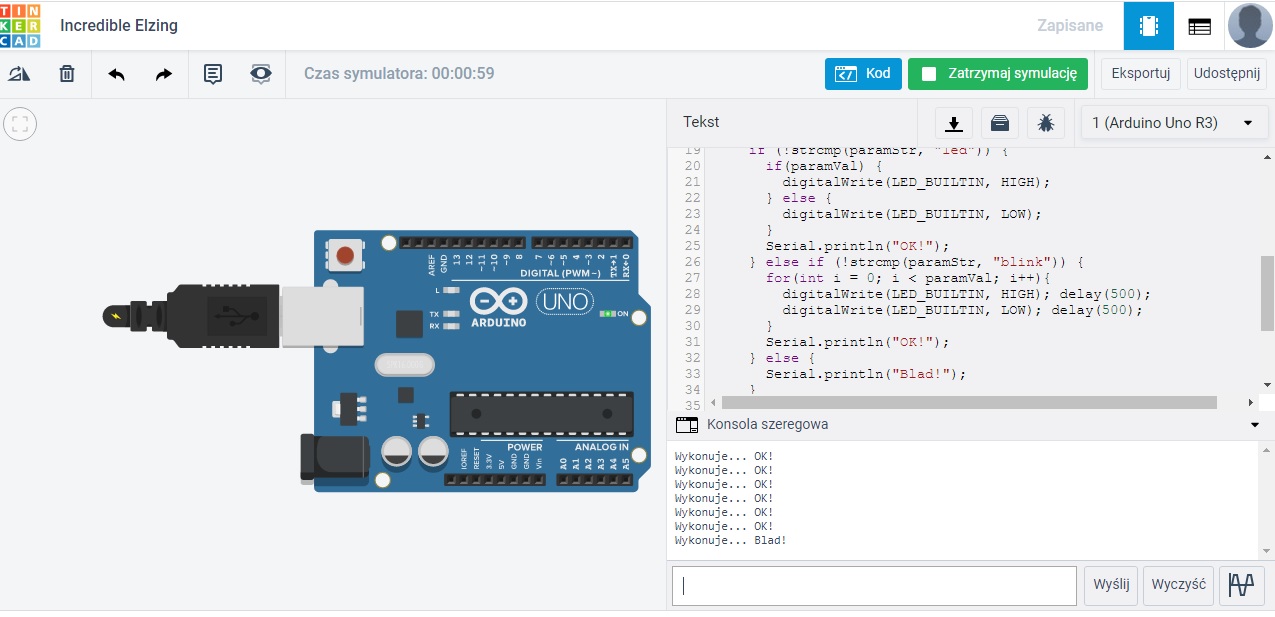 TIN
KER
CAD
Incredible Elzing
Zapisane
Czas symulatora: 00:00:59
Kod
Zatrzymaj symulację
Eksportuj
Udostępnij
Tekst
1 (Arduino Uno R3)
19 if (!strcmp(paramStr, "led")) {
20 if(paramVal) {
21 digitalWrite(LED_BUILTIN, HIGH);
22 } else {
23 digitalWrite(LED_BUILTIN, LOW);
24 }
25 Serial.println("OK!");
26 } else if (!strcmp(paramStr, "blink")) {
27 for(int i = 0; i < paramVal; i++){
28 digitalWrite(LED_BUILTIN, HIGH); delay(500);
29 digitalWrite(LED_BUILTIN, LOW); delay(500);
30 }
31 Serial.println("OK!");
32 } else {
33 Serial.println("Blad!");
34 }
35
AREF
GND
13
12
~11
~10
~9
8
7
~6
~5
4
~3
2
TX→1
RX←0
DIGITAL (PWM~)
L
UNO
TX
RX
ARDUINO
ON
POWER
ANALOG IN
IOREF
RESET
3.3V
5V
GND
GND
Vin
A0
A1
A2
A3
A4
A5
Konsola szeregowa
Wykonuje... OK!
Wykonuje... OK!
Wykonuje... OK!
Wykonuje... OK!
Wykonuje... OK!
Wykonuje... OK!
Wykonuje... Blad!
Wyślij
Wyczyść